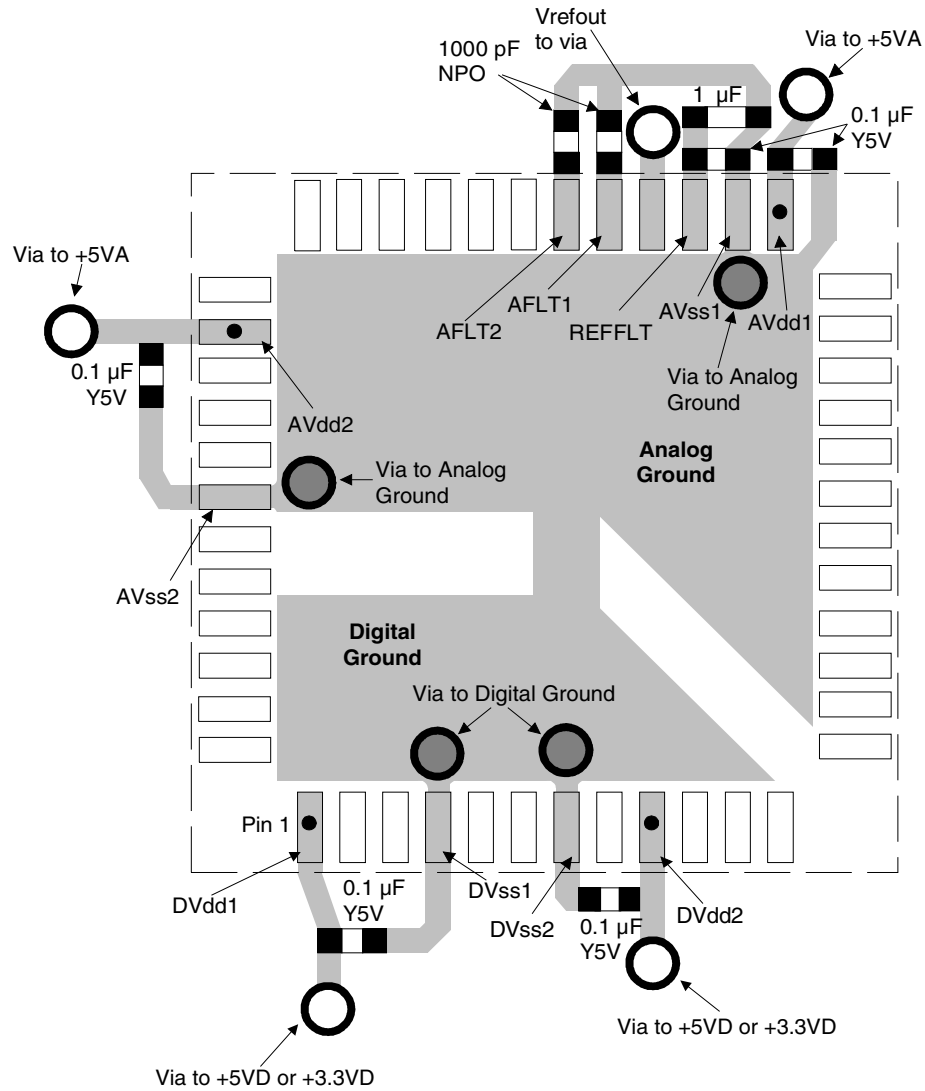 Vrefout
to via
Via to +5VA
1000 pF
NPO
1 µF
0.1 µF
Y5V
Via to +5VA
AFLT2
AFLT1
REFFLT
AVss1
AVdd1
0.1 µF
Y5V
Via to Analog
Ground
AVdd2
Analog
Ground
Via to Analog
Ground
AVss2
Digital
Ground
Via to Digital Ground
Pin 1
DVdd1
0.1 µF
Y5V
DVss1
DVss2
0.1 µF
Y5V
DVdd2
Via to +5VD or +3.3VD
Via to +5VD or +3.3VD